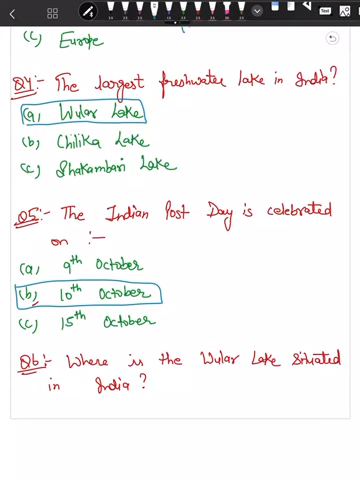 (c) Europe
Q4:- The largest freshwater lake in India?
(a) Wular Lake
(b) Chilika Lake
(c) Shakambari Lake
Q5:- The Indian Post Day is celebrated
on :-
(a) 9th October
(b) 10th October
(c) 15th October
Q6:- Where is the Wular Lake situated
in India?